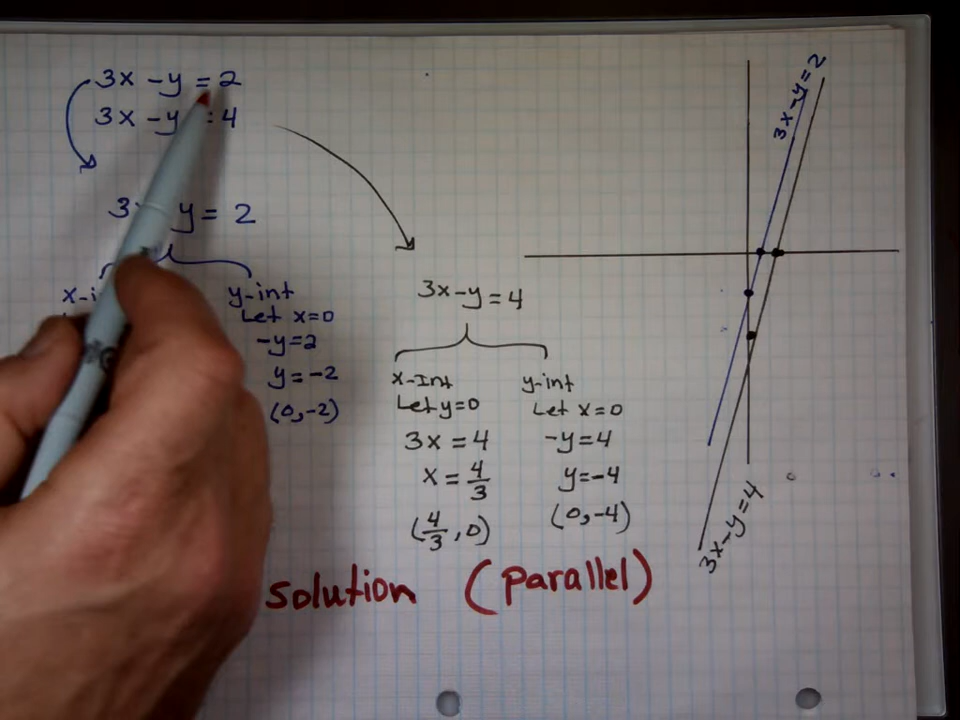 3x - y = 2
3x - y = 4
y = 2
y-int
Let x=0
-y=2
y=-2
(0,-2)
3x-y=4
x-Int
Let y=0
3x=4
x=4/3
(4/3,0)
y-int
Let x=0
-y=4
y=-4
(0,-4)
solution (parallel)
3x-y=2
3x-y=4